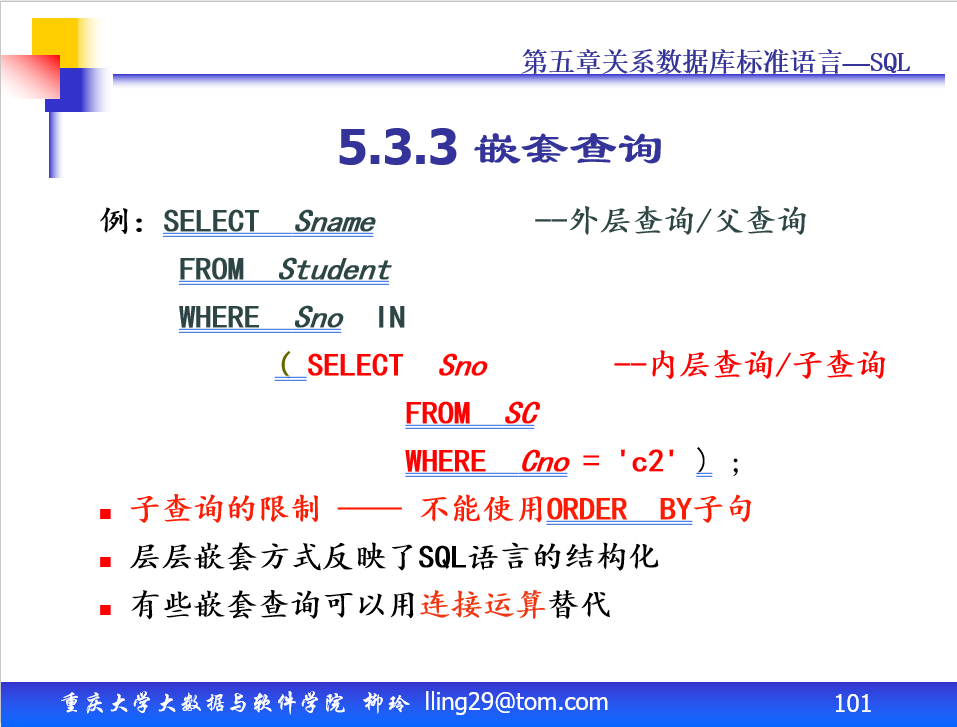 第五章关系数据库标准语言—SQL
5.3.3 嵌套查询
例：SELECT Sname --外层查询/父查询
FROM Student
WHERE Sno IN
( SELECT Sno --内层查询/子查询
FROM SC
WHERE Cno = 'c2' ) ;
子查询的限制 —— 不能使用ORDER BY子句
层层嵌套方式反映了SQL语言的结构化
有些嵌套查询可以用连接运算替代
重庆大学大数据与软件学院 柳玲 lling29@tom.com 101